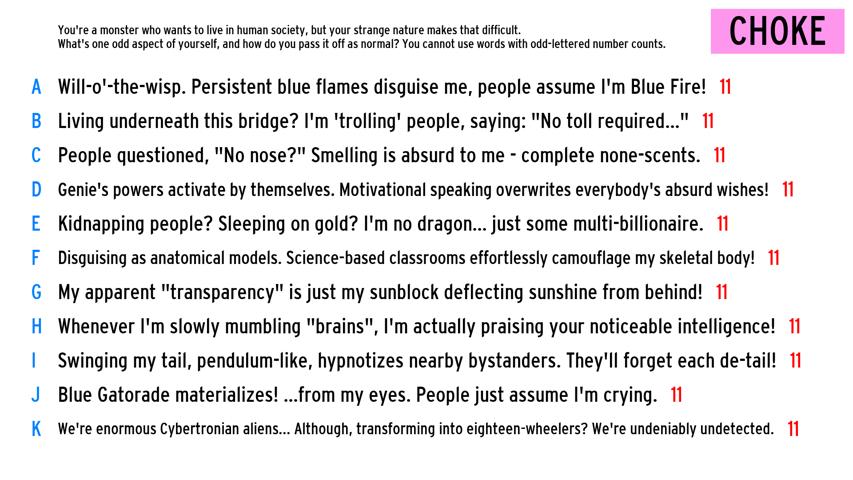 You're a monster who wants to live in human society, but your strange nature makes that difficult.
What's one odd aspect of yourself, and how do you pass it off as normal? You cannot use words with odd-lettered number counts.
CHOKE
A Will-o'-the-wisp. Persistent blue flames disguise me, people assume I'm Blue Fire! 11
B Living underneath this bridge? I'm 'trolling' people, saying: "No toll required..." 11
C People questioned, "No nose?" Smelling is absurd to me - complete none-scents. 11
D Genie's powers activate by themselves. Motivational speaking overwrites everybody's absurd wishes! 11
E Kidnapping people? Sleeping on gold? I'm no dragon... just some multi-billionaire. 11
F Disguising as anatomical models. Science-based classrooms effortlessly camouflage my skeletal body! 11
G My apparent "transparency" is just my sunblock deflecting sunshine from behind! 11
H Whenever I'm slowly mumbling "brains", I'm actually praising your noticeable intelligence! 11
I Swinging my tail, pendulum-like, hypnotizes nearby bystanders. They'll forget each de-tail! 11
J Blue Gatorade materializes! ...from my eyes. People just assume I'm crying. 11
K We're enormous Cybertronian aliens... Although, transforming into eighteen-wheelers? We're undeniably undetected. 11